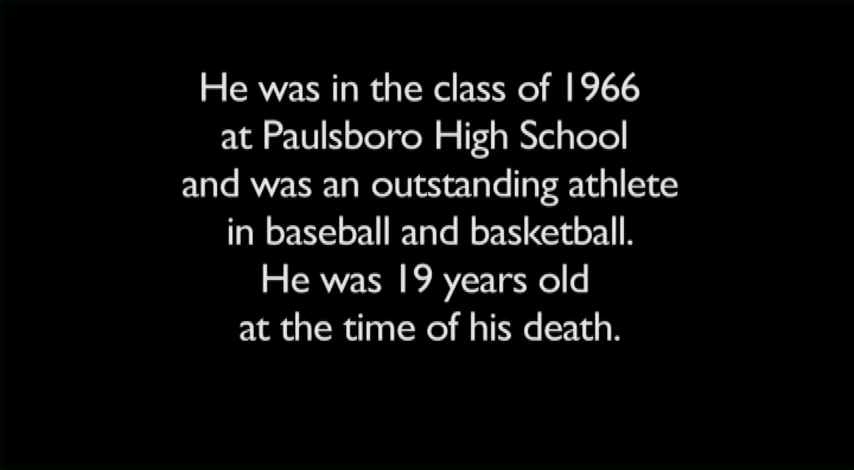 He was in the class of 1966
at Paulsboro High School
and was an outstanding athlete
in baseball and basketball.
He was 19 years old
at the time of his death.